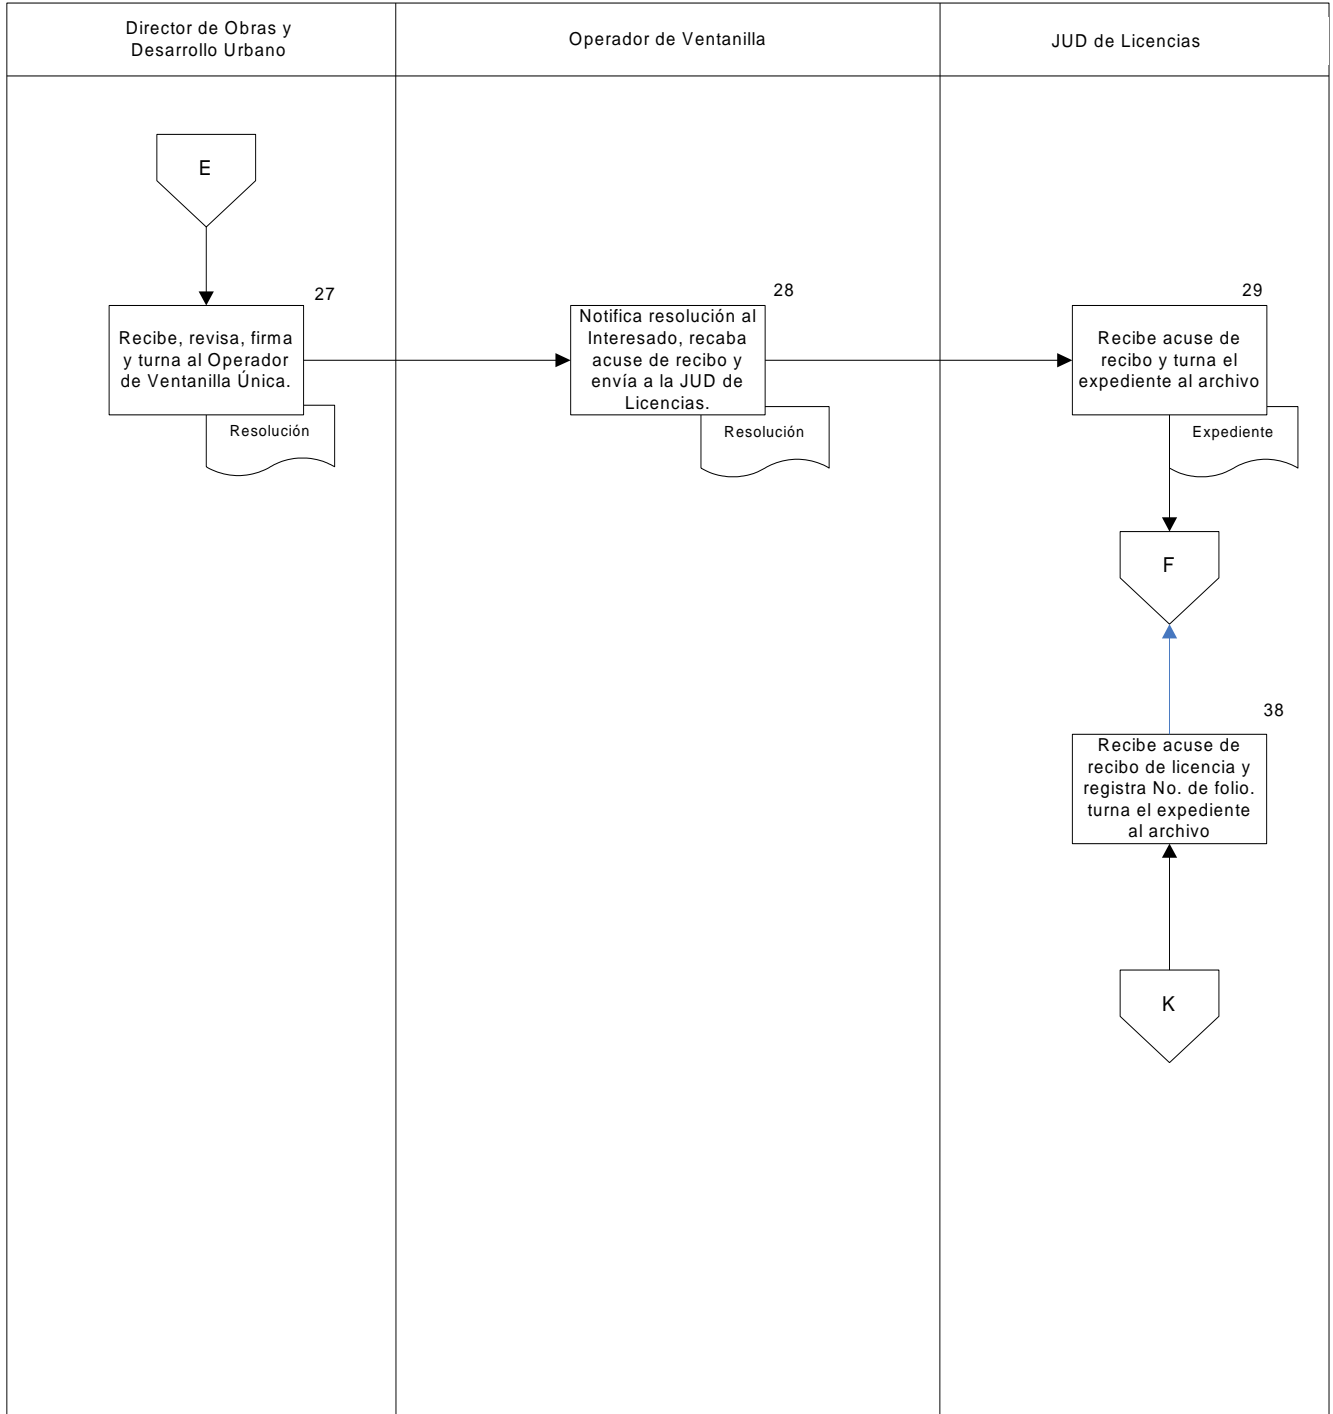 Director de Obras y
Desarrollo Urbano
Operador de Ventanilla
JUD de Licencias
E
27
Recibe, revisa, firma
y turna al Operador
de Ventanilla Única.
Resolución
28
Notifica resolución al
Interesado, recaba
acuse de recibo y
envía a la JUD de
Licencias.
Resolución
29
Recibe acuse de
recibo y turna el
expediente al archivo
Expediente
F
38
Recibe acuse de
recibo de licencia y
registra No. de folio.
turna el expediente
al archivo
K